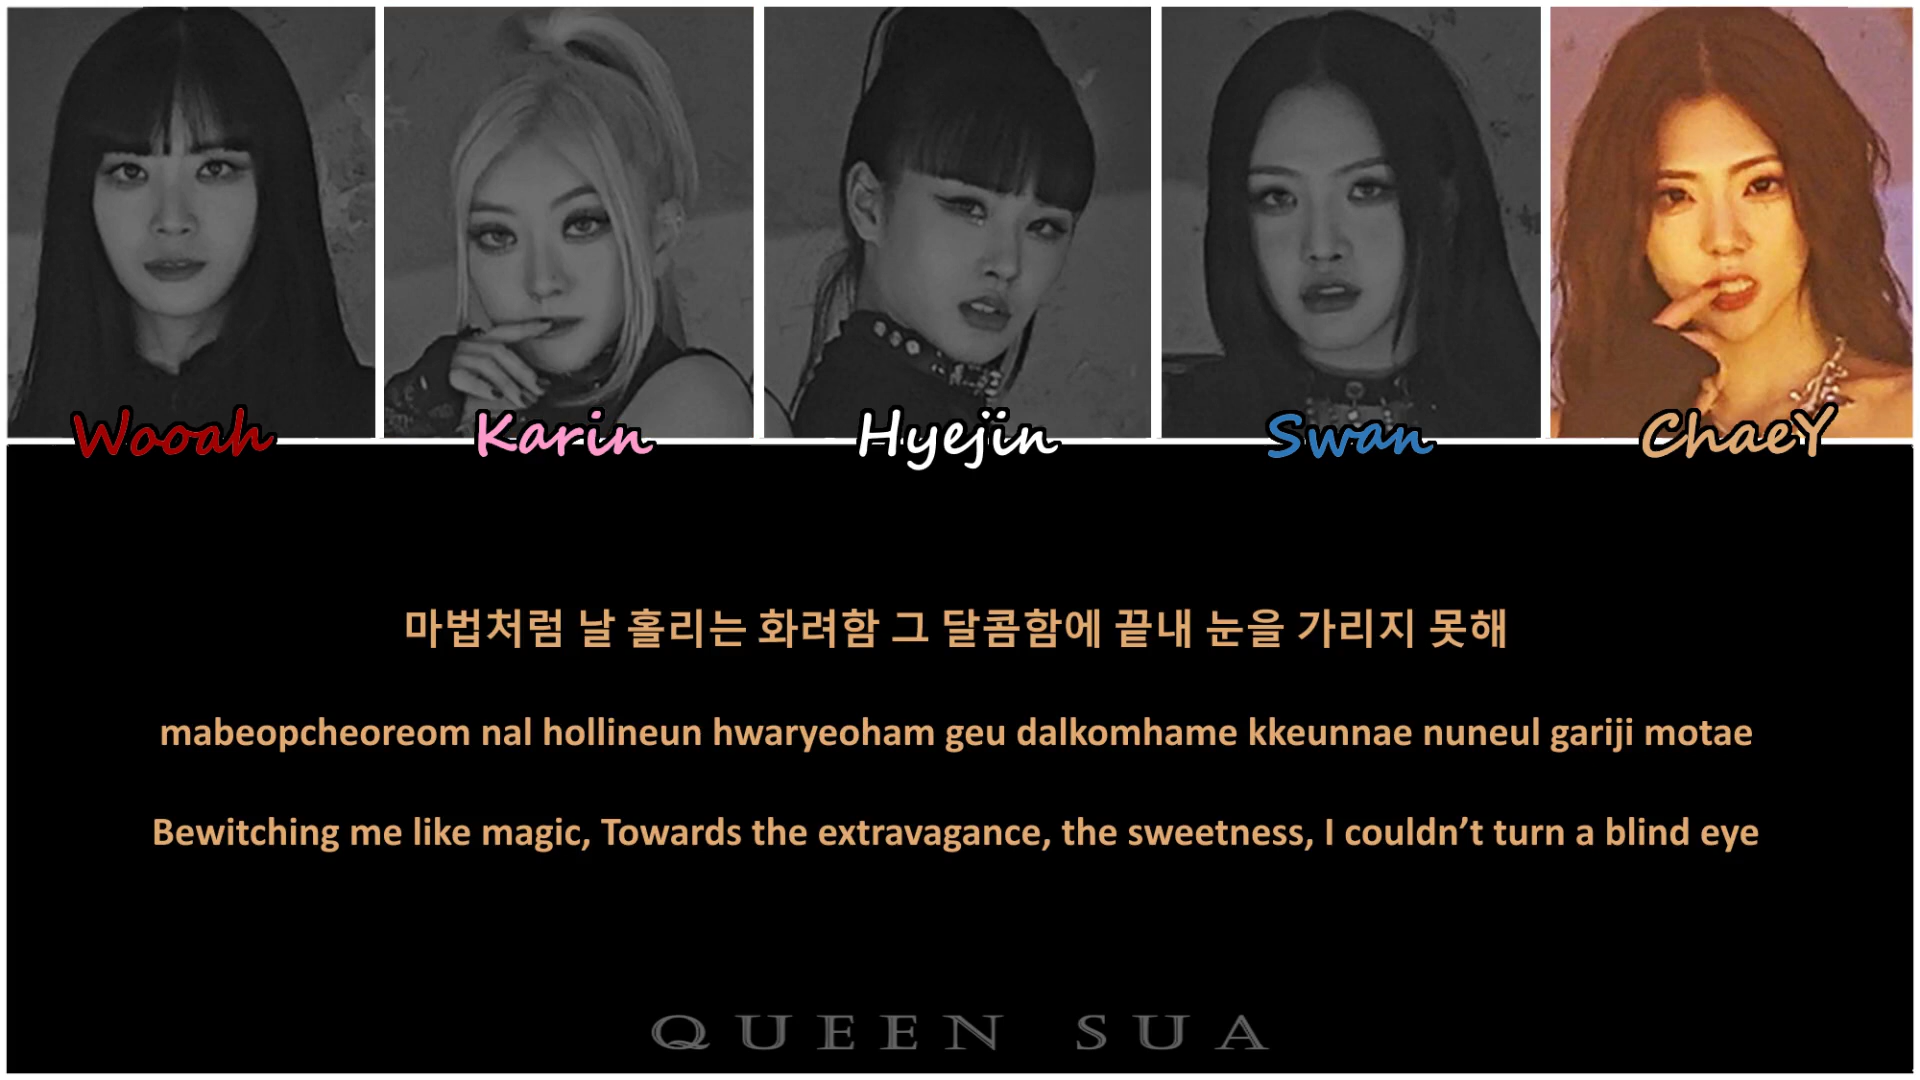 Wooah Karin Hyejin Swan ChaeY
마법처럼 날 홀리는 화려함 그 달콤함에 끝내 눈을 가리지 못해
mabeopcheoreom nal hollineun hwaryeoham geu dalkomhame kkeunnae nuneul gariji motae
Bewitching me like magic, Towards the extravagance, the sweetness, I couldn’t turn a blind eye
QUEEN SUA